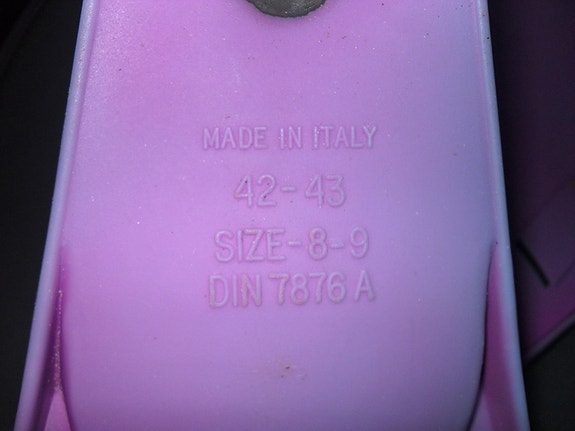 MADE IN ITALY
42-43
SIZE-8-9
DIN 7876 A